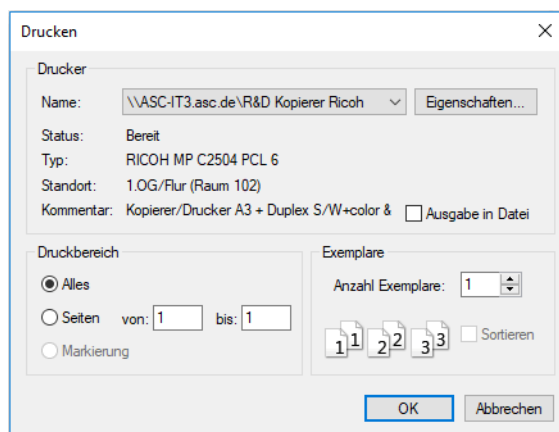 Drucken
Drucker
Name: \\ASC-IT3.asc.de\R&D Kopierer Ricoh Eigenschaften...
Status: Bereit
Typ: RICOH MP C2504 PCL 6
Standort: 1.OG/Flur (Raum 102)
Kommentar: Kopierer/Drucker A3 + Duplex S/W+color & Ausgabe in Datei
Druckbereich
Alles
Seiten von: 1 bis: 1
Markierung
Exemplare
Anzahl Exemplare: 1
1 1 2 2 3 3 Sortieren
OK Abbrechen